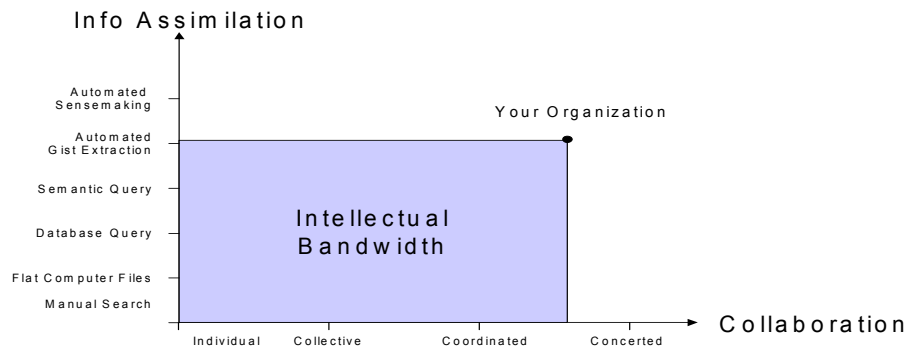 Info Assimilation
Automated
Sensemaking
Your Organization
Automated
Gist Extraction
Semantic Query
Intellectual
Bandwidth
Database Query
Flat Computer Files
Manual Search
Collaboration
Individual Collective Coordinated Concerted